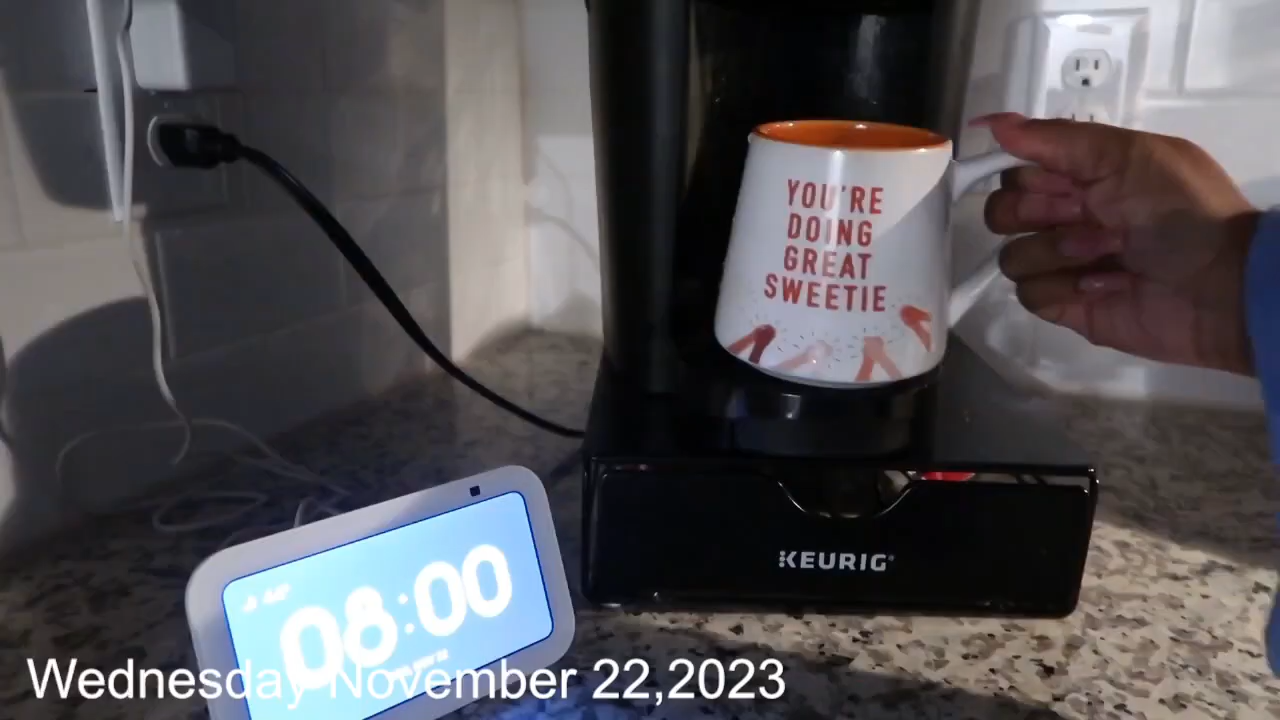 YOU'RE
DOING
GREAT
SWEETIE
KEURIG
08:00
Wednesday November 22,2023